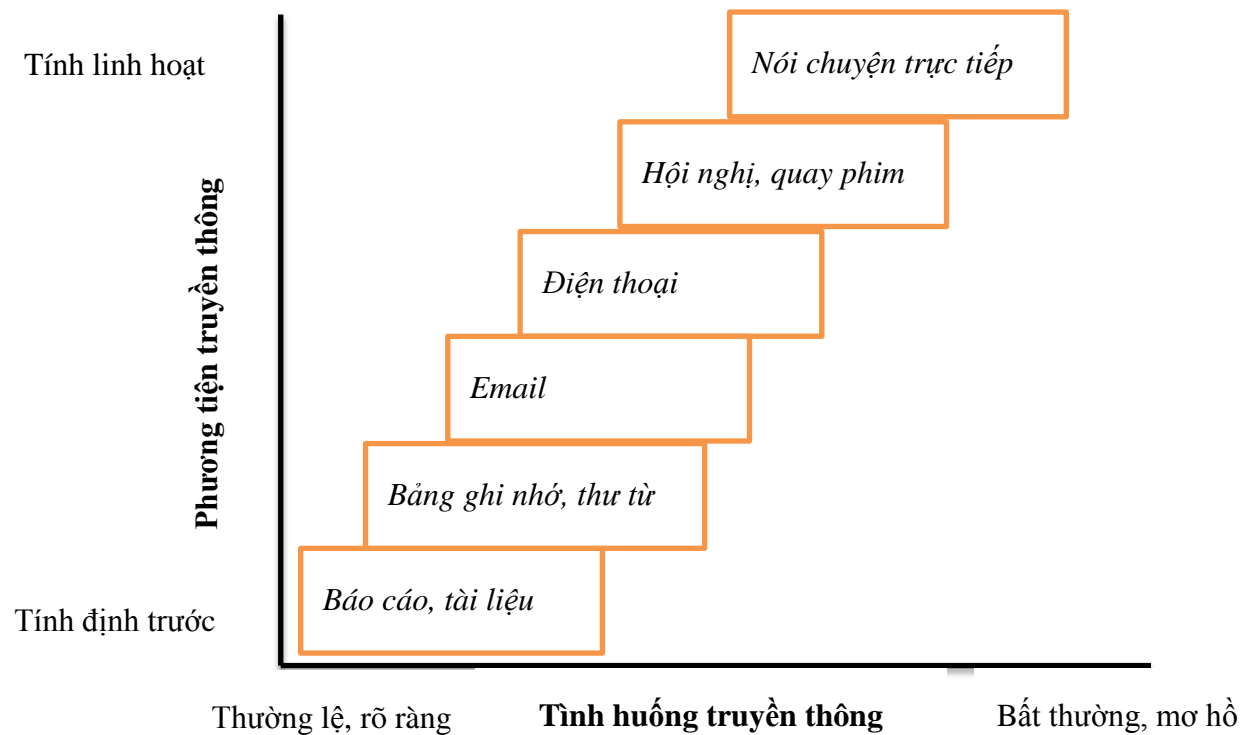 Tính linh hoạt
Nói chuyện trực tiếp
Hội nghị, quay phim
Điện thoại
Phương tiện truyền thông
Email
Bảng ghi nhớ, thư từ
Báo cáo, tài liệu
Tính định trước
Thường lệ, rõ ràng
Tình huống truyền thông
Bất thường, mơ hồ